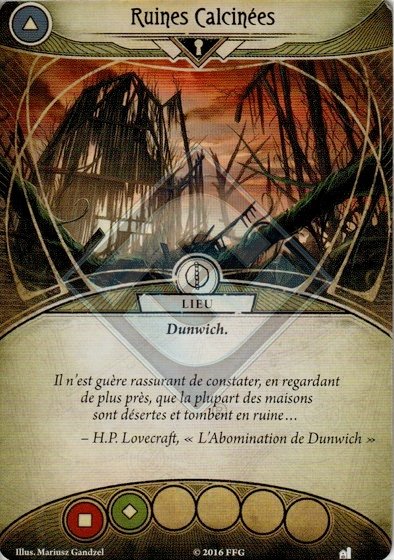 Ruines Calcinées
LIEU
Dunwich.
Il n'est guère rassurant de constater, en regardant
de plus près, que la plupart des maisons
sont désertes et tombent en ruine…
– H.P. Lovecraft, « L'Abomination de Dunwich »
Illus. Mariusz Gandzel
© 2016 FFG